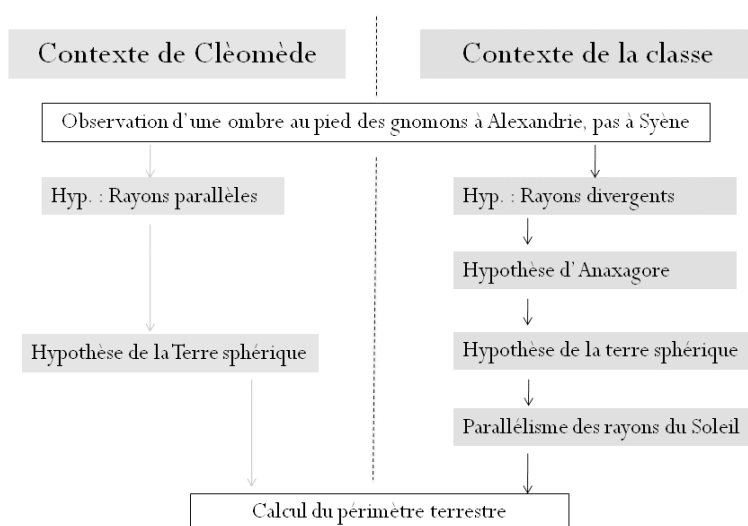 Contexte de Clèomède
Contexte de la classe
Observation d'une ombre au pied des gnomons à Alexandrie, pas à Syène
Hyp. : Rayons parallèles
Hypothèse de la Terre sphérique
Hyp. : Rayons divergents
Hypothèse d'Anaxagore
Hypothèse de la terre sphérique
Parallélisme des rayons du Soleil
Calcul du périmètre terrestre